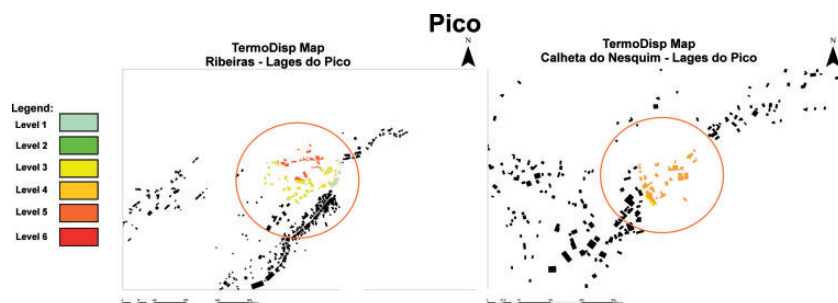 Pico
TermoDisp Map
Ribeiras - Lages do Pico
N
TermoDisp Map
Calheta do Nesquim - Lages do Pico
N
Legend:
Level 1
Level 2
Level 3
Level 4
Level 5
Level 6